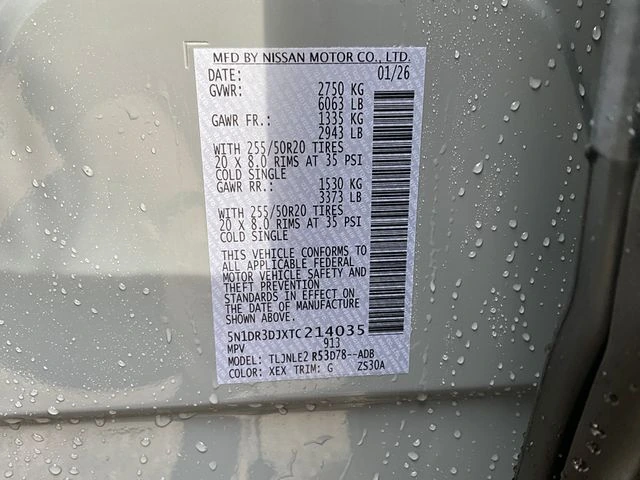 MFD BY NISSAN MOTOR CO., LTD.
DATE: 01/26
GVWR: 2750 KG
6063 LB
GAWR FR.: 1335 KG
2943 LB
WITH 255/50R20 TIRES
20 X 8.0 RIMS AT 35 PSI
COLD SINGLE
GAWR RR.: 1530 KG
3373 LB
WITH 255/50R20 TIRES
20 X 8.0 RIMS AT 35 PSI
COLD SINGLE
THIS VEHICLE CONFORMS TO
ALL APPLICABLE FEDERAL
MOTOR VEHICLE SAFETY AND
THEFT PREVENTION
STANDARDS IN EFFECT ON
THE DATE OF MANUFACTURE
SHOWN ABOVE.
5N1DR3DJXTC214035
MPV 913
MODEL: TLJNLE2 R53D78--ADB
COLOR: XEX TRIM: G ZS30A